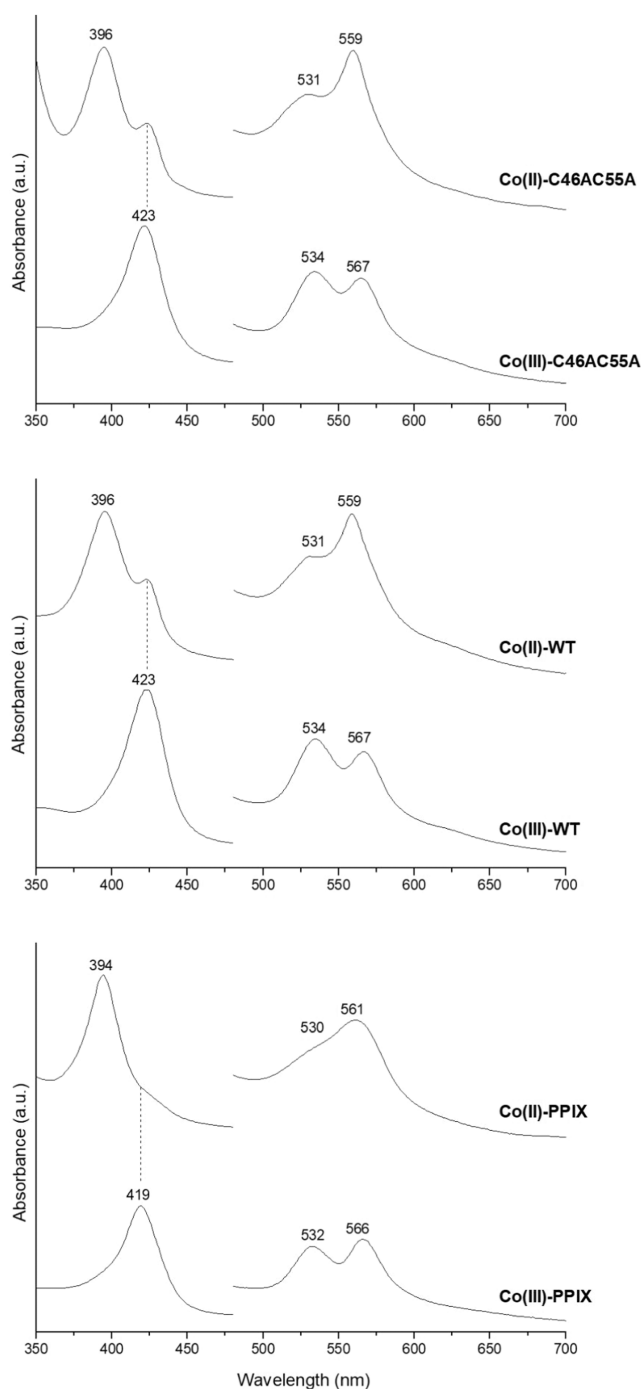 396
559
531
Co(II)-C46AC55A
423
534
567
Co(III)-C46AC55A
Absorbance (a.u.)
350 400 450 500 550 600 650 700
396
559
531
Co(II)-WT
423
534
567
Co(III)-WT
Absorbance (a.u.)
350 400 450 500 550 600 650 700
394
561
530
Co(II)-PPIX
419
532
566
Co(III)-PPIX
Absorbance (a.u.)
350 400 450 500 550 600 650 700
Wavelength (nm)